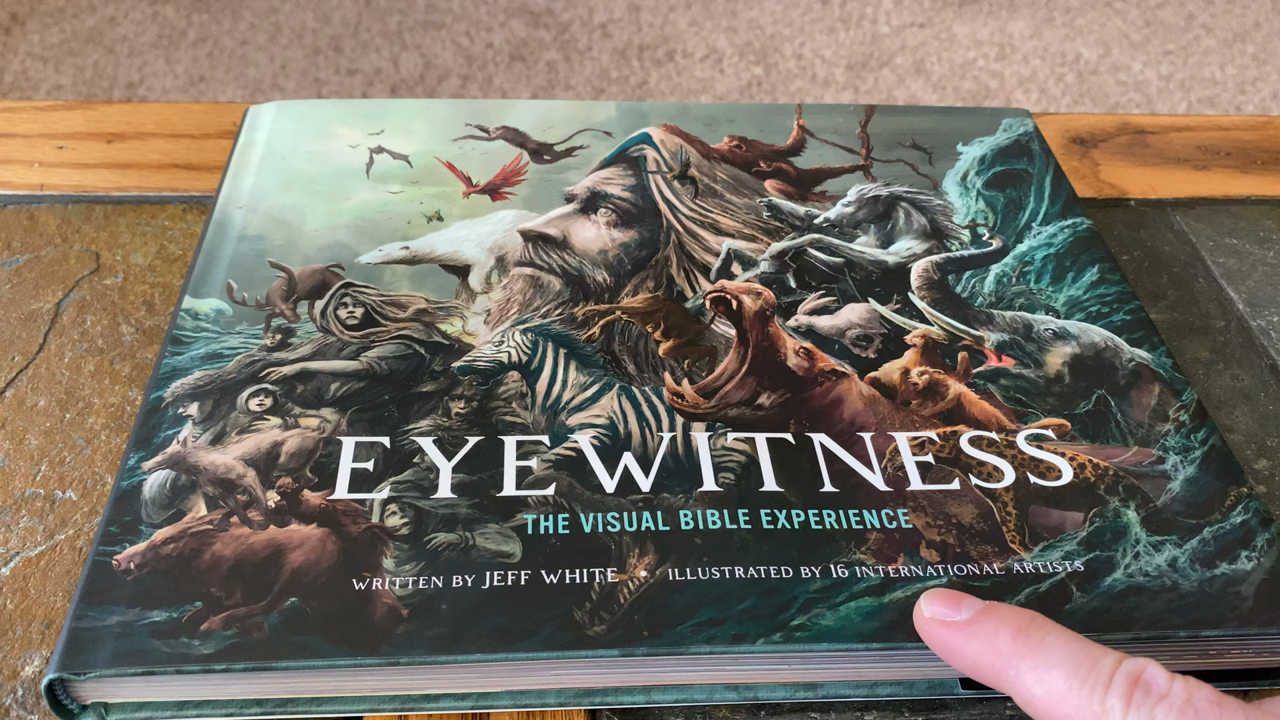 EYEWITNESS
THE VISUAL BIBLE EXPERIENCE
WRITTEN BY JEFF WHITE ILLUSTRATED BY 16 INTERNATIONAL ARTISTS